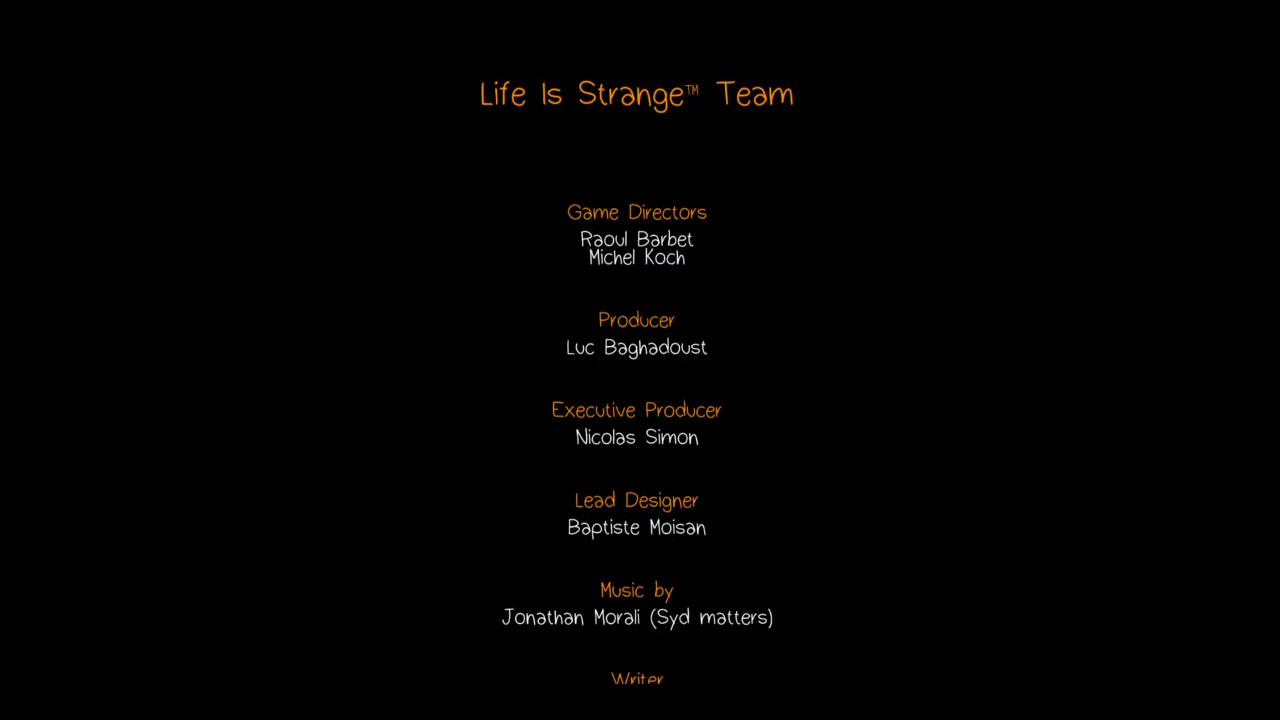 Life Is Strange™ Team
Game Directors
Raoul Barbet
Michel Koch
Producer
Luc Baghadoust
Executive Producer
Nicolas Simon
Lead Designer
Baptiste Moisan
Music by
Jonathan Morali (Syd matters)
Writer